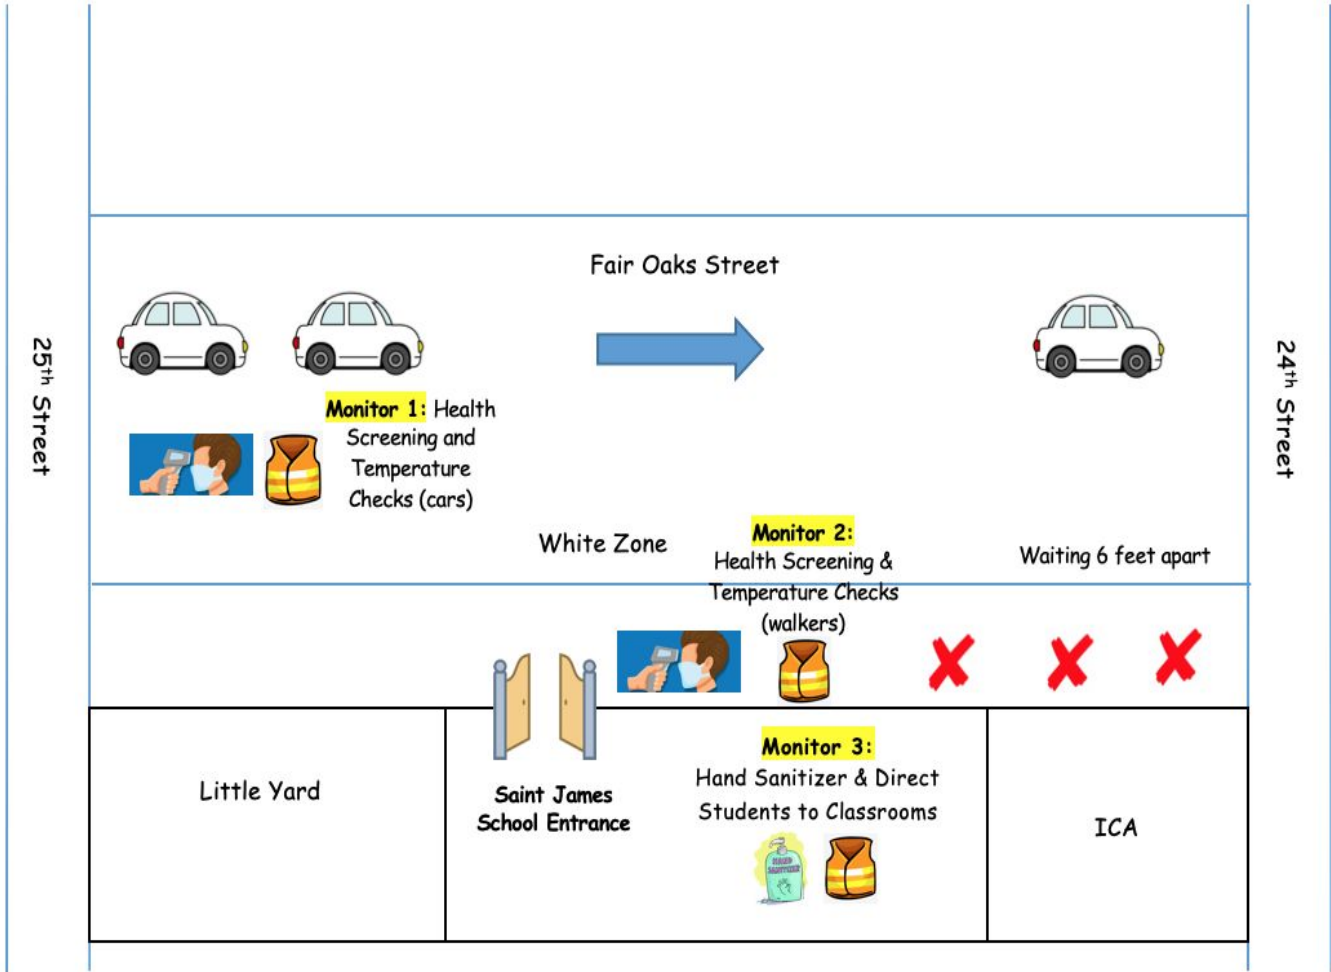 Fair Oaks Street
25th Street
24th Street
Monitor 1: Health
Screening and
Temperature
Checks (cars)
White Zone
Monitor 2:
Health Screening &
Temperature Checks
(walkers)
Waiting 6 feet apart
Little Yard
Saint James
School Entrance
Monitor 3:
Hand Sanitizer & Direct
Students to Classrooms
HAND
SANITIZER
ICA